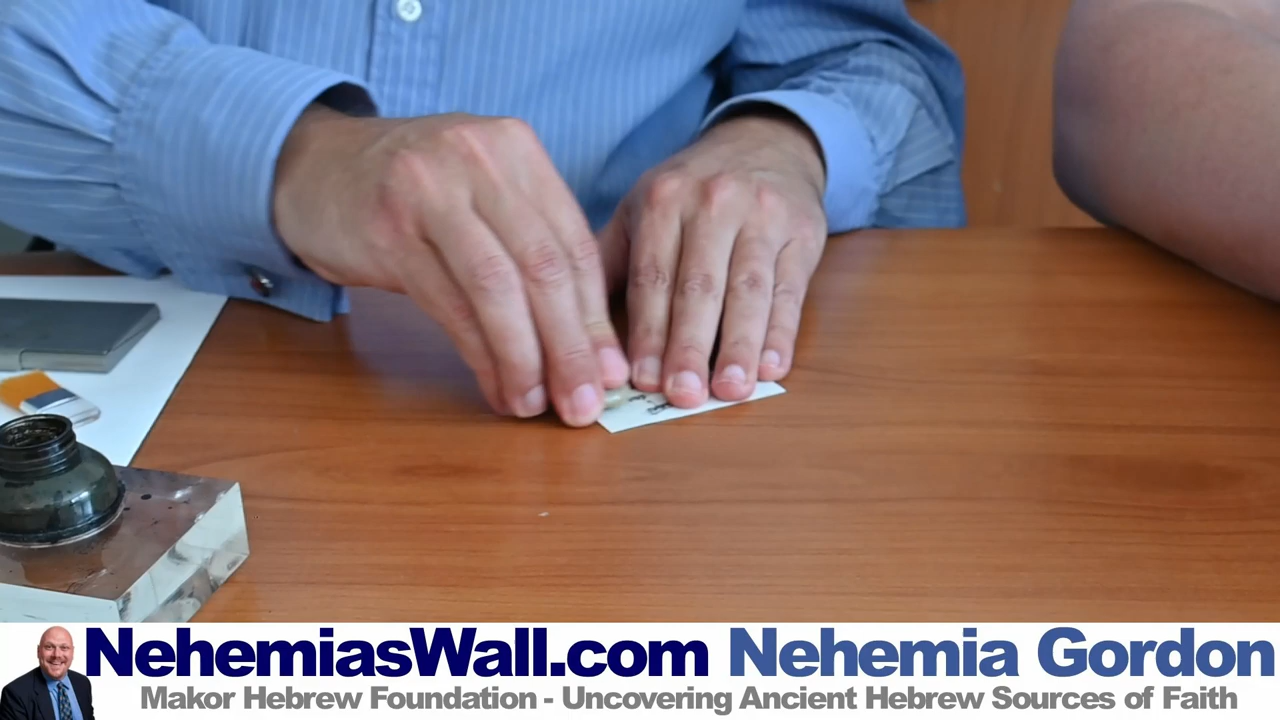 NehemiasWall.com Nehemia Gordon
Makor Hebrew Foundation - Uncovering Ancient Hebrew Sources of Faith